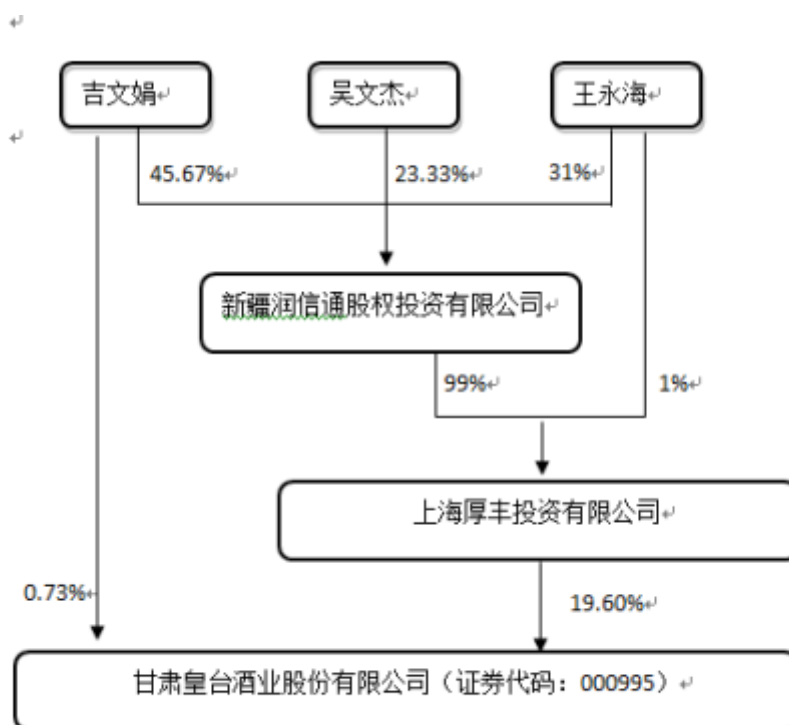 吉文娟
吴文杰
王永海
45.67%
23.33%
31%
新疆润信通股权投资有限公司
99%
1%
上海厚丰投资有限公司
0.73%
19.60%
甘肃皇台酒业股份有限公司（证券代码：000995）